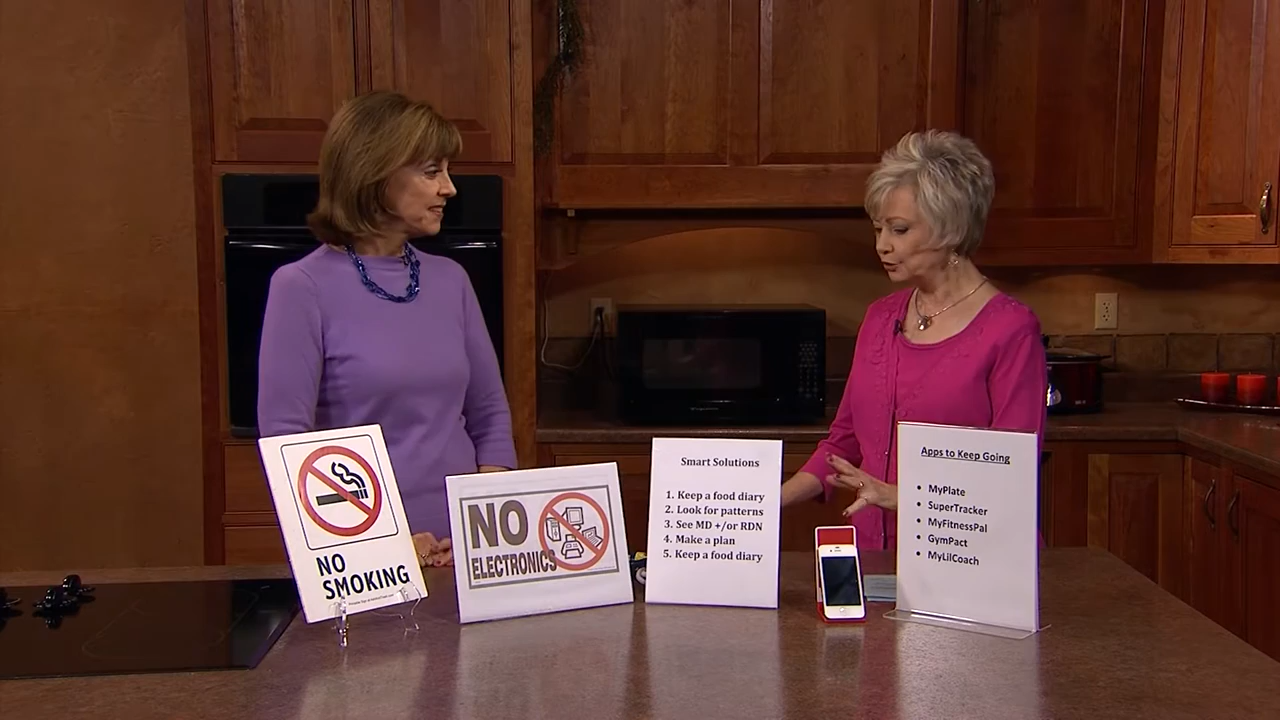 NO
SMOKING
NO
ELECTRONICS
Smart Solutions
1. Keep a food diary
2. Look for patterns
3. See MD +/or RDN
4. Make a plan
5. Keep a food diary
Apps to Keep Going
• MyPlate
• SuperTracker
• MyFitnessPal
• GymPact
• MyLilCoach